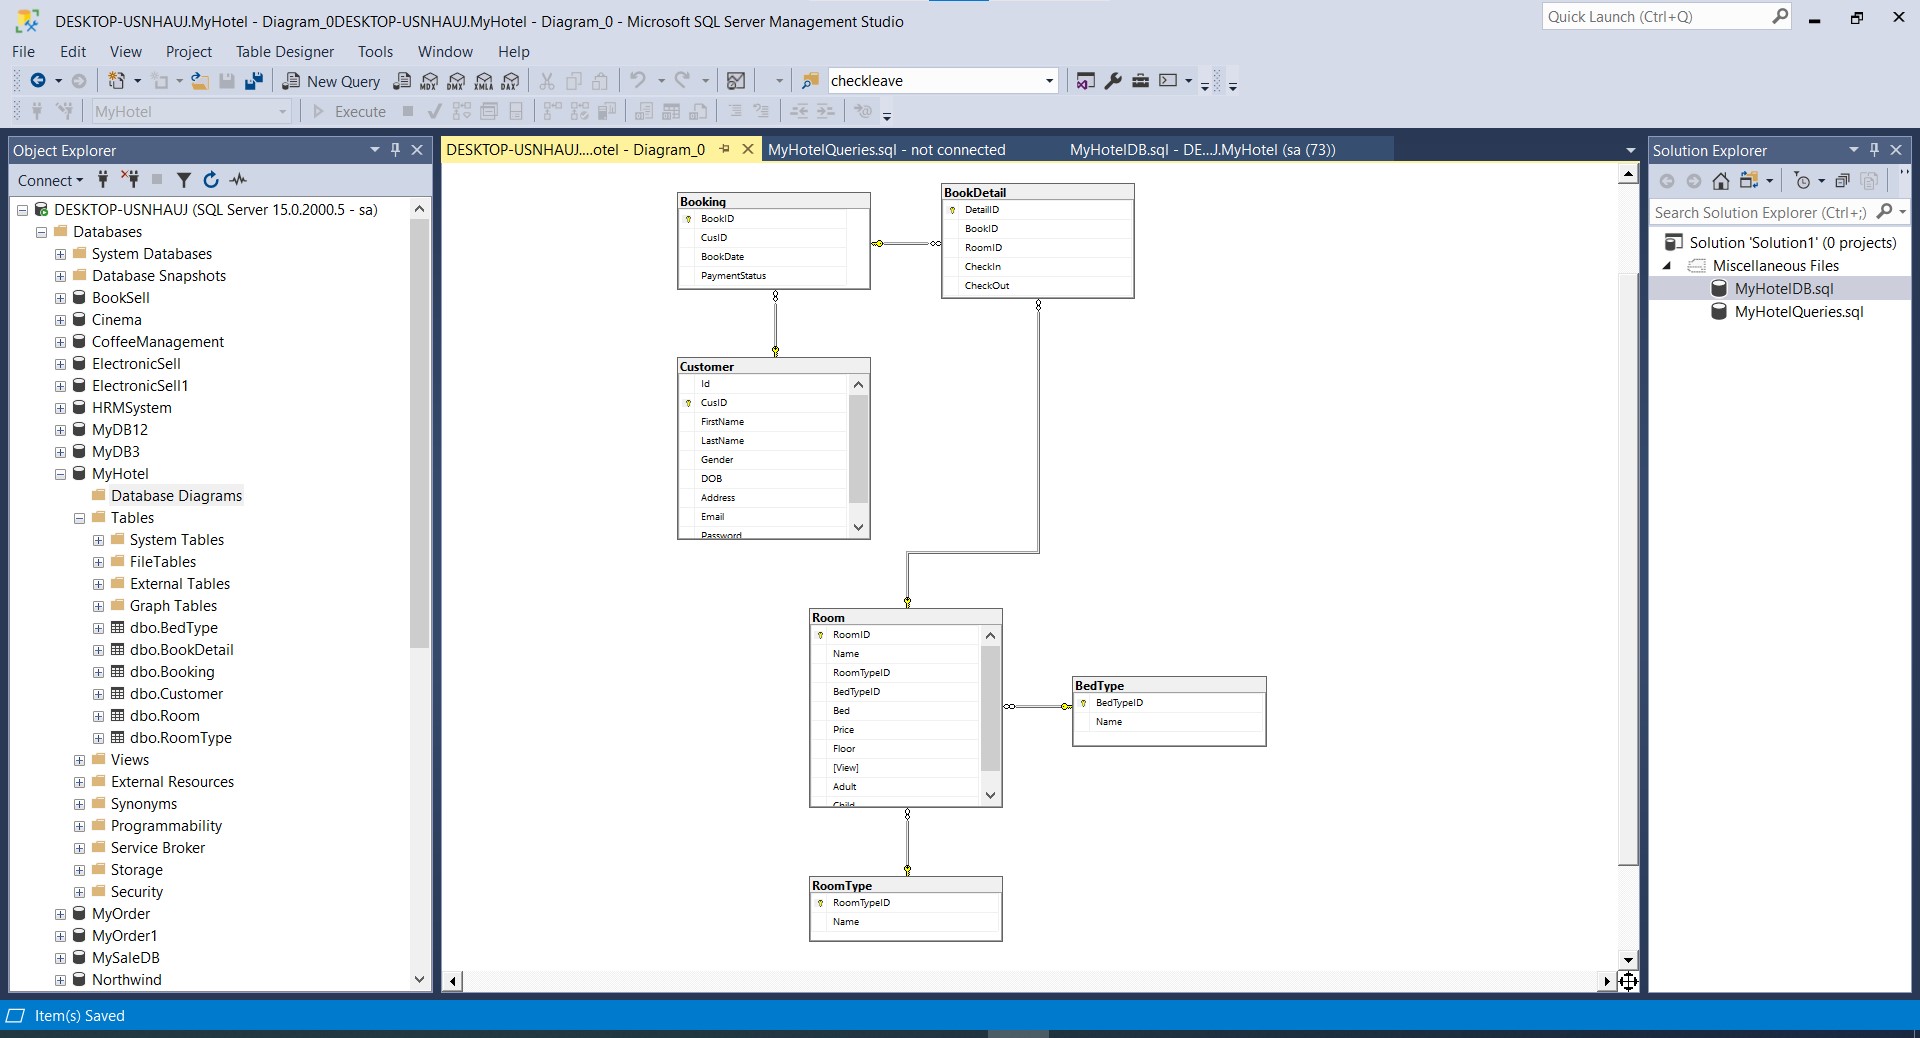 DESKTOP-USNHAUJ.MyHotel - Diagram_0DESKTOP-USNHAUJ.MyHotel - Diagram_0 - Microsoft SQL Server Management Studio
Quick Launch (Ctrl+Q)
File Edit View Project Table Designer Tools Window Help
New Query MDX DMX XMLA DAX checkleave
MyHotel Execute
Object Explorer
Connect
DESKTOP-USNHAUJ (SQL Server 15.0.2000.5 - sa)
Databases
System Databases
Database Snapshots
BookSell
Cinema
CoffeeManagement
ElectronicSell
ElectronicSell1
HRMSystem
MyDB12
MyDB3
MyHotel
Database Diagrams
Tables
System Tables
FileTables
External Tables
Graph Tables
dbo.BedType
dbo.BookDetail
dbo.Booking
dbo.Customer
dbo.Room
dbo.RoomType
Views
External Resources
Synonyms
Programmability
Service Broker
Storage
Security
MyOrder
MyOrder1
MySaleDB
Northwind
DESKTOP-USNHAUJ....otel - Diagram_0
MyHotelQueries.sql - not connected
MyHotelDB.sql - DE...J.MyHotel (sa (73))
Booking
BookID
CusID
BookDate
PaymentStatus
BookDetail
DetailID
BookID
RoomID
CheckIn
CheckOut
Customer
Id
CusID
FirstName
LastName
Gender
DOB
Address
Email
Password
Room
RoomID
Name
RoomTypeID
BedTypeID
Bed
Price
Floor
[View]
Adult
Child
BedType
BedTypeID
Name
RoomType
RoomTypeID
Name
Solution Explorer
Search Solution Explorer (Ctrl+;)
Solution 'Solution1' (0 projects)
Miscellaneous Files
MyHotelDB.sql
MyHotelQueries.sql
Item(s) Saved